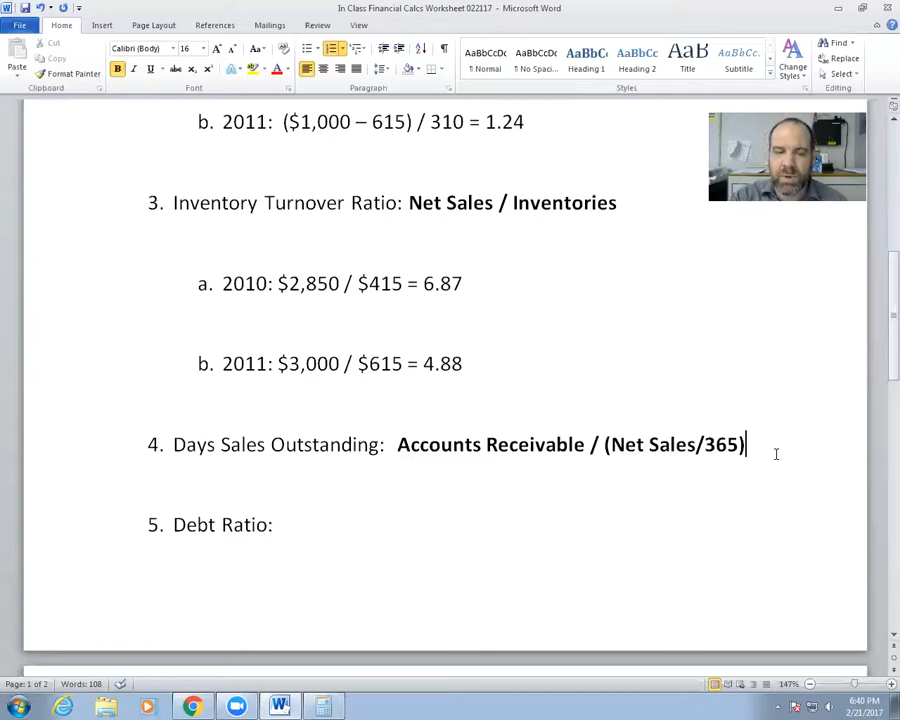 In Class Financial Calcs Worksheet 022117 - Microsoft Word
File Home Insert Page Layout References Mailings Review View
Paste
Cut
Copy
Format Painter
Clipboard
Calibri (Body) 16
Font
Paragraph
AaBbCcDc AaBbCcDc AaBbCc AaBbCc AaB AaBbCc.
¶ Normal ¶ No Spaci... Heading 1 Heading 2 Title Subtitle
Change Styles
Styles
Find
Replace
Select
Editing
b. 2011: ($1,000 – 615) / 310 = 1.24
3. Inventory Turnover Ratio: Net Sales / Inventories
a. 2010: $2,850 / $415 = 6.87
b. 2011: $3,000 / $615 = 4.88
4. Days Sales Outstanding: Accounts Receivable / (Net Sales/365)
5. Debt Ratio:
Page: 1 of 2 Words: 108 147%
6:40 PM
2/21/2017